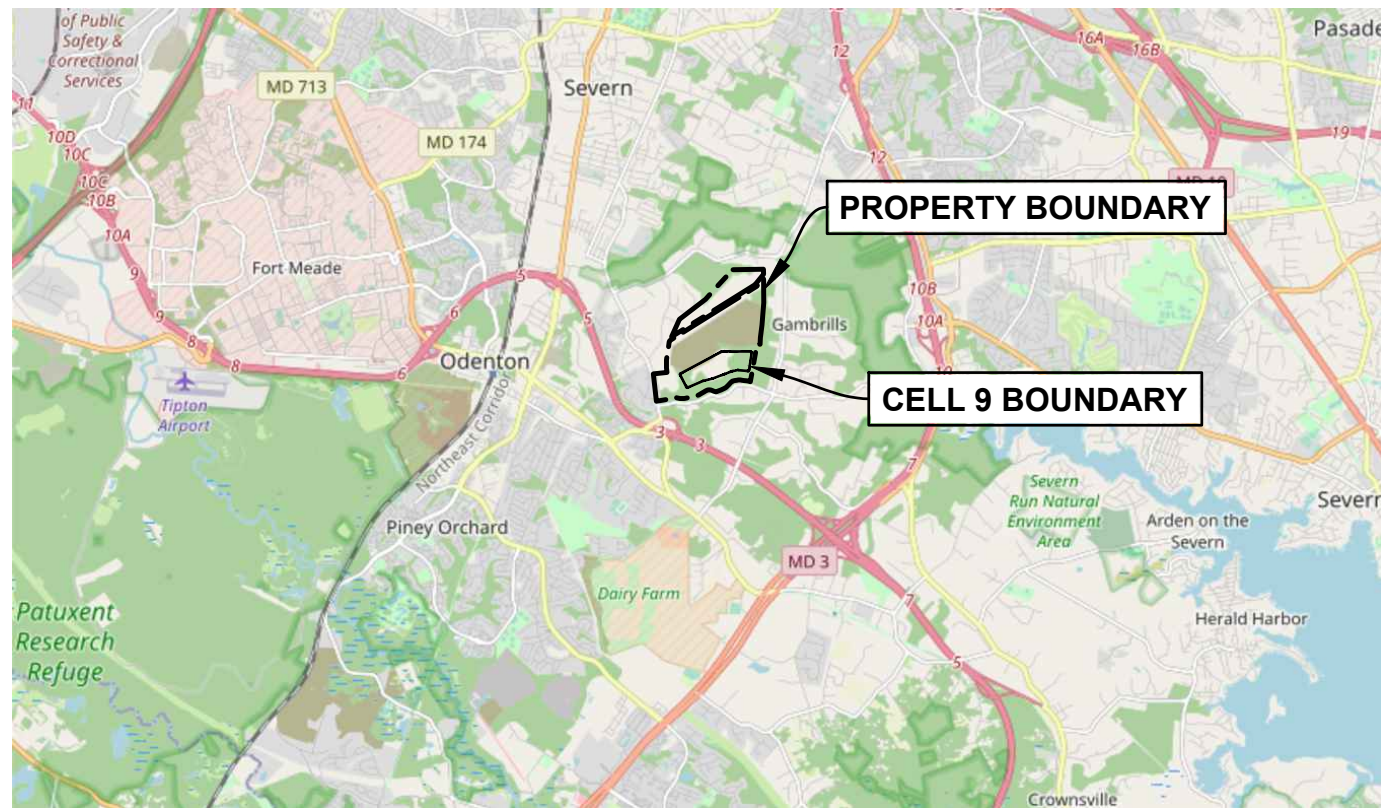 of Public
Safety &
Correctional
Services
MD 713
Severn
12
16A
16B
Pasade
11
10D
10C
10C
10B
MD 174
12
12
19
10A
PROPERTY BOUNDARY
9
Fort Meade
5
6
5
10B
9
8
8
6
Odenton
Gambrills
10A
Tipton
Airport
CELL 9 BOUNDARY
Northeast Corridor
3
3
7
Piney Orchard
Severn
Run Natural
Environment
Area
Severn
Arden on the
Severn
MD 3
Dairy Farm
7
Patuxent
Research
Refuge
Herald Harbor
5
Crownsville